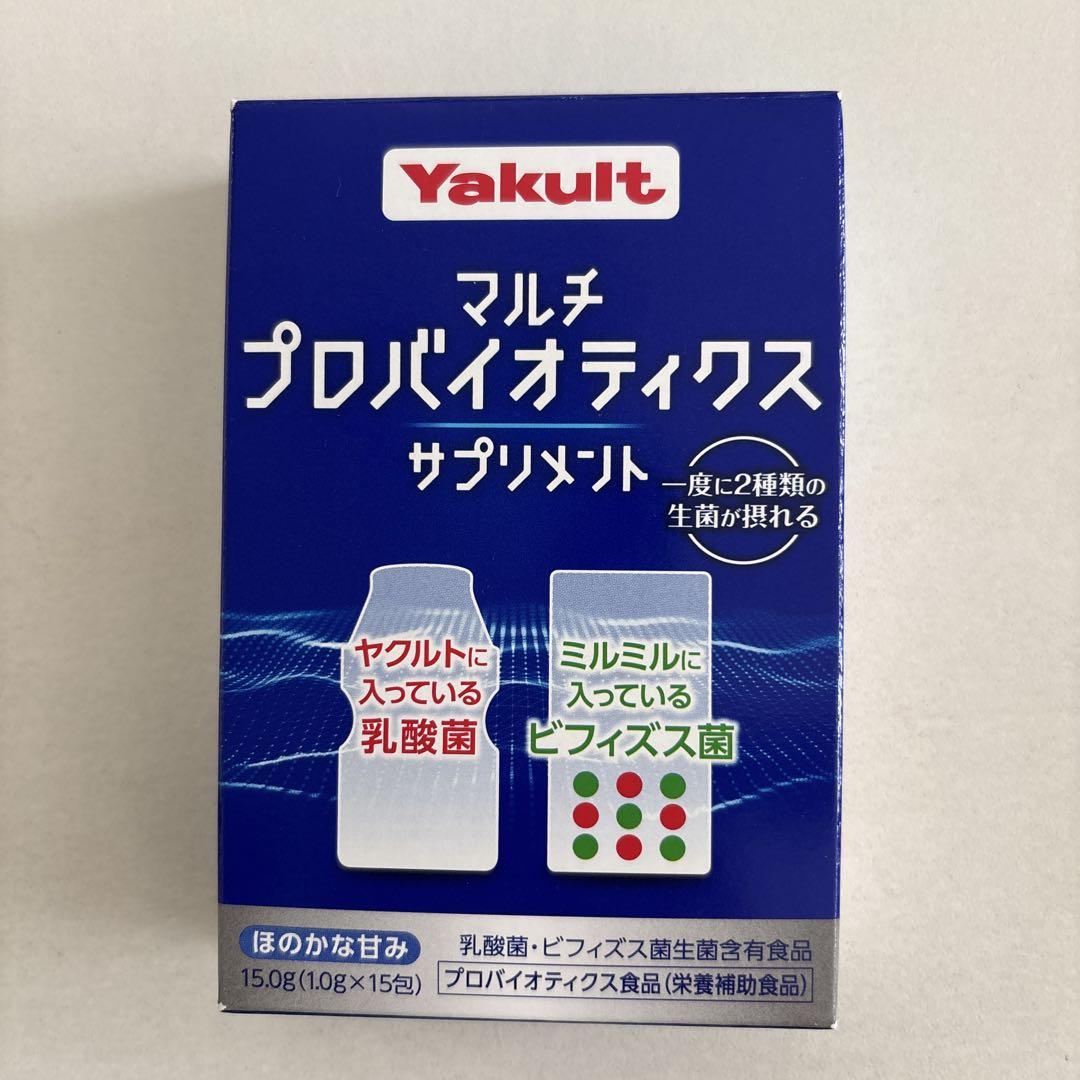 Yakult
マルチ
プロバイオティクス
サプリメント
一度に2種類の
生菌が摂れる
ヤクルトに
入っている
乳酸菌
ミルミルに
入っている
ビフィズス菌
ほのかな甘み
15.0g(1.0g×15包)
乳酸菌・ビフィズス菌生菌含有食品
プロバイオティクス食品(栄養補助食品)